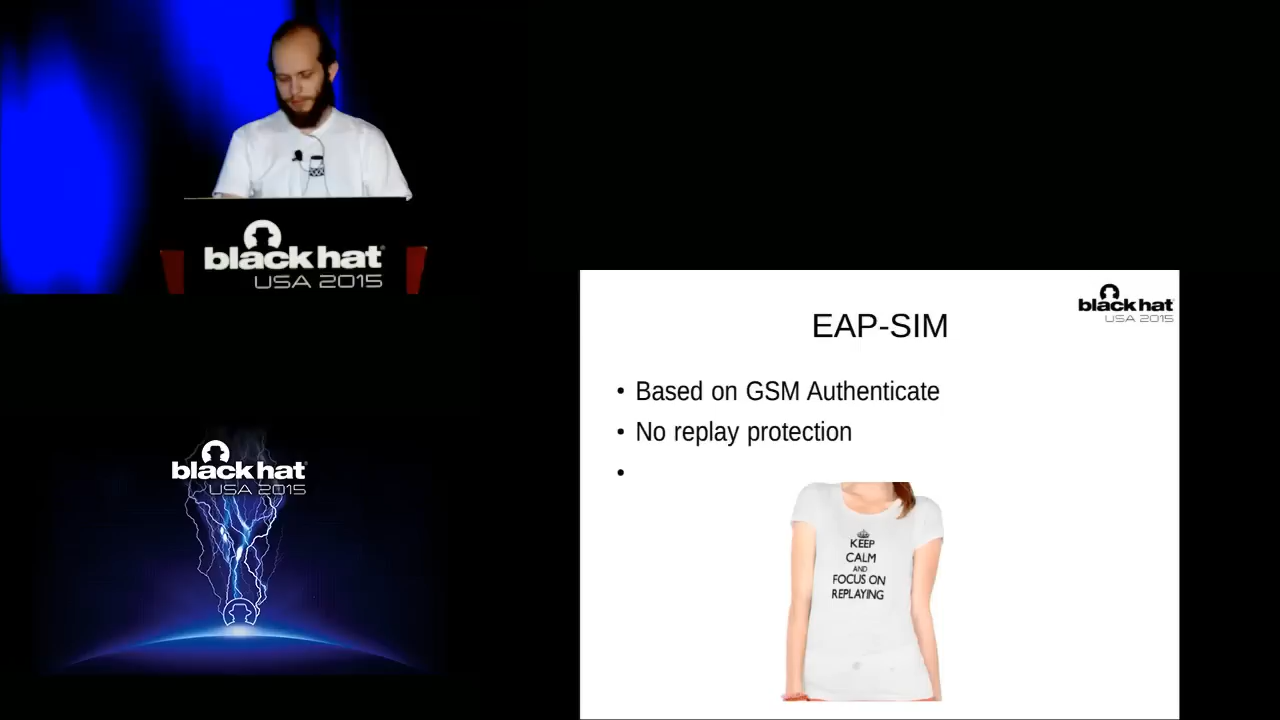 black hat
USA 2015
black hat
USA 2015
EAP-SIM
• Based on GSM Authenticate
• No replay protection
•
KEEP
CALM
AND
FOCUS ON
REPLAYING
black hat
USA 2015